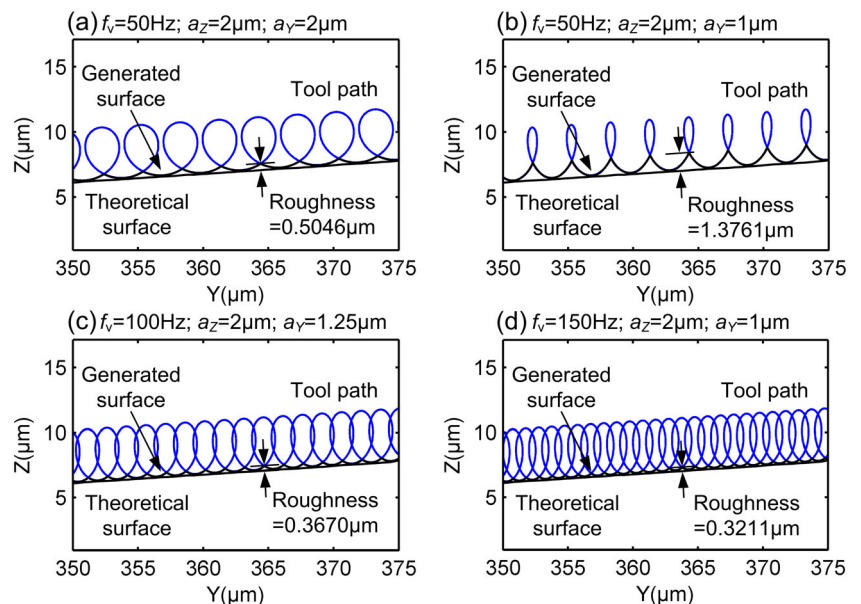 (a) fv=50Hz; aZ=2μm; aY=2μm
Generated
surface
Tool path
Theoretical
surface
Roughness
=0.5046μm
Z(μm)
15
10
5
350 355 360 365 370 375
Y(μm)
(b) fv=50Hz; aZ=2μm; aY=1μm
Generated
surface
Tool path
Theoretical
surface
Roughness
=1.3761μm
Z(μm)
15
10
5
350 355 360 365 370 375
Y(μm)
(c) fv=100Hz; aZ=2μm; aY=1.25μm
Generated
surface
Tool path
Theoretical
surface
Roughness
=0.3670μm
Z(μm)
15
10
5
350 355 360 365 370 375
Y(μm)
(d) fv=150Hz; aZ=2μm; aY=1μm
Generated
surface
Tool path
Theoretical
surface
Roughness
=0.3211μm
Z(μm)
15
10
5
350 355 360 365 370 375
Y(μm)